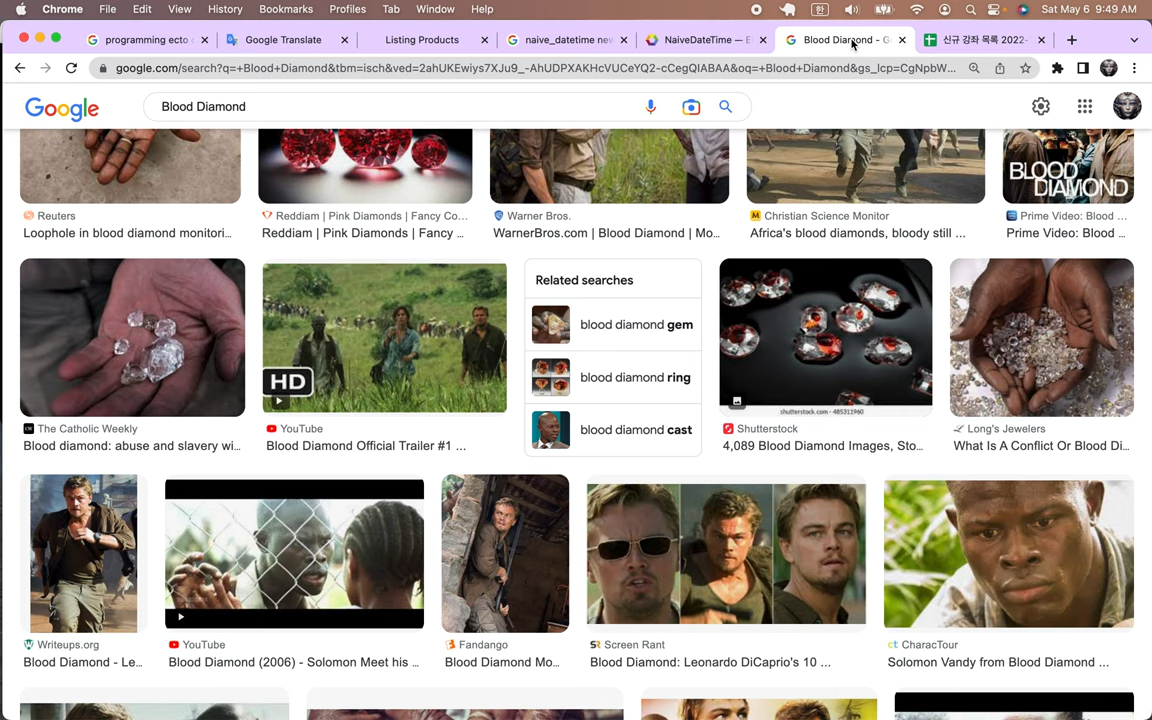 Chrome File Edit View History Bookmarks Profiles Tab Window Help 한 Sat May 6 9:49 AM
programming ecto
Google Translate
Listing Products
naive_datetime new
NaiveDateTime — E
Blood Diamond - G
신규 강좌 목록 2022-
google.com/search?q=+Blood+Diamond&tbm=isch&ved=2ahUKEwiys7XJu9_-AhUDPXAKHcVUCeYQ2-cCegQIABAA&oq=+Blood+Diamond&gs_lcp=CgNpbW...
Google
Blood Diamond
BLOOD
DIAMOND
Reuters
Loophole in blood diamond monitori...
Reddiam | Pink Diamonds | Fancy Co...
Reddiam | Pink Diamonds | Fancy ...
Warner Bros.
WarnerBros.com | Blood Diamond | Mo...
Christian Science Monitor
Africa's blood diamonds, bloody still ...
Prime Video: Blood ...
Prime Video: Blood ...
HD
Related searches
blood diamond gem
blood diamond ring
blood diamond cast
shutterstock.com · 485311960
The Catholic Weekly
Blood diamond: abuse and slavery wi...
YouTube
Blood Diamond Official Trailer #1 ...
Shutterstock
4,089 Blood Diamond Images, Sto...
Long's Jewelers
What Is A Conflict Or Blood Di...
Writeups.org
Blood Diamond - Le...
YouTube
Blood Diamond (2006) - Solomon Meet his ...
Fandango
Blood Diamond Mo...
SR Screen Rant
Blood Diamond: Leonardo DiCaprio's 10 ...
ct CharacTour
Solomon Vandy from Blood Diamond ...